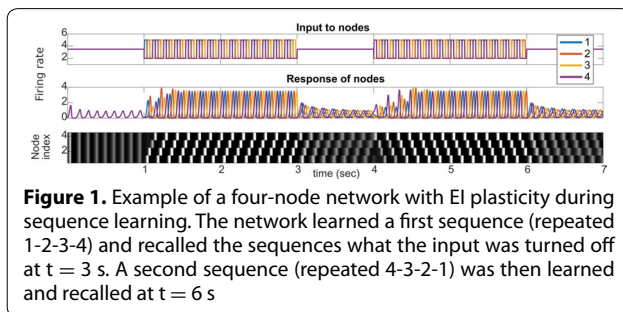 Input to nodes
6
4
2
1
2
3
4
Firing rate
Response of nodes
4
2
0
Node
index
4
2
1 2 3 4 5 6 7
time (sec)
Figure 1. Example of a four-node network with EI plasticity during
sequence learning. The network learned a first sequence (repeated
1-2-3-4) and recalled the sequences what the input was turned off
at t = 3 s. A second sequence (repeated 4-3-2-1) was then learned
and recalled at t = 6 s